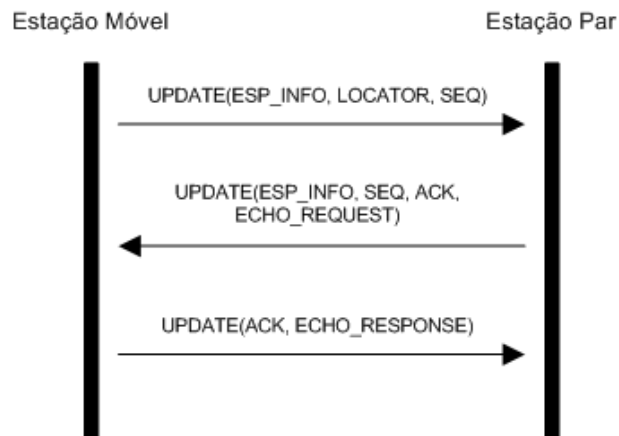 Estação Móvel
Estação Par
UPDATE(ESP_INFO, LOCATOR, SEQ)
UPDATE(ESP_INFO, SEQ, ACK,
ECHO_REQUEST)
UPDATE(ACK, ECHO_RESPONSE)